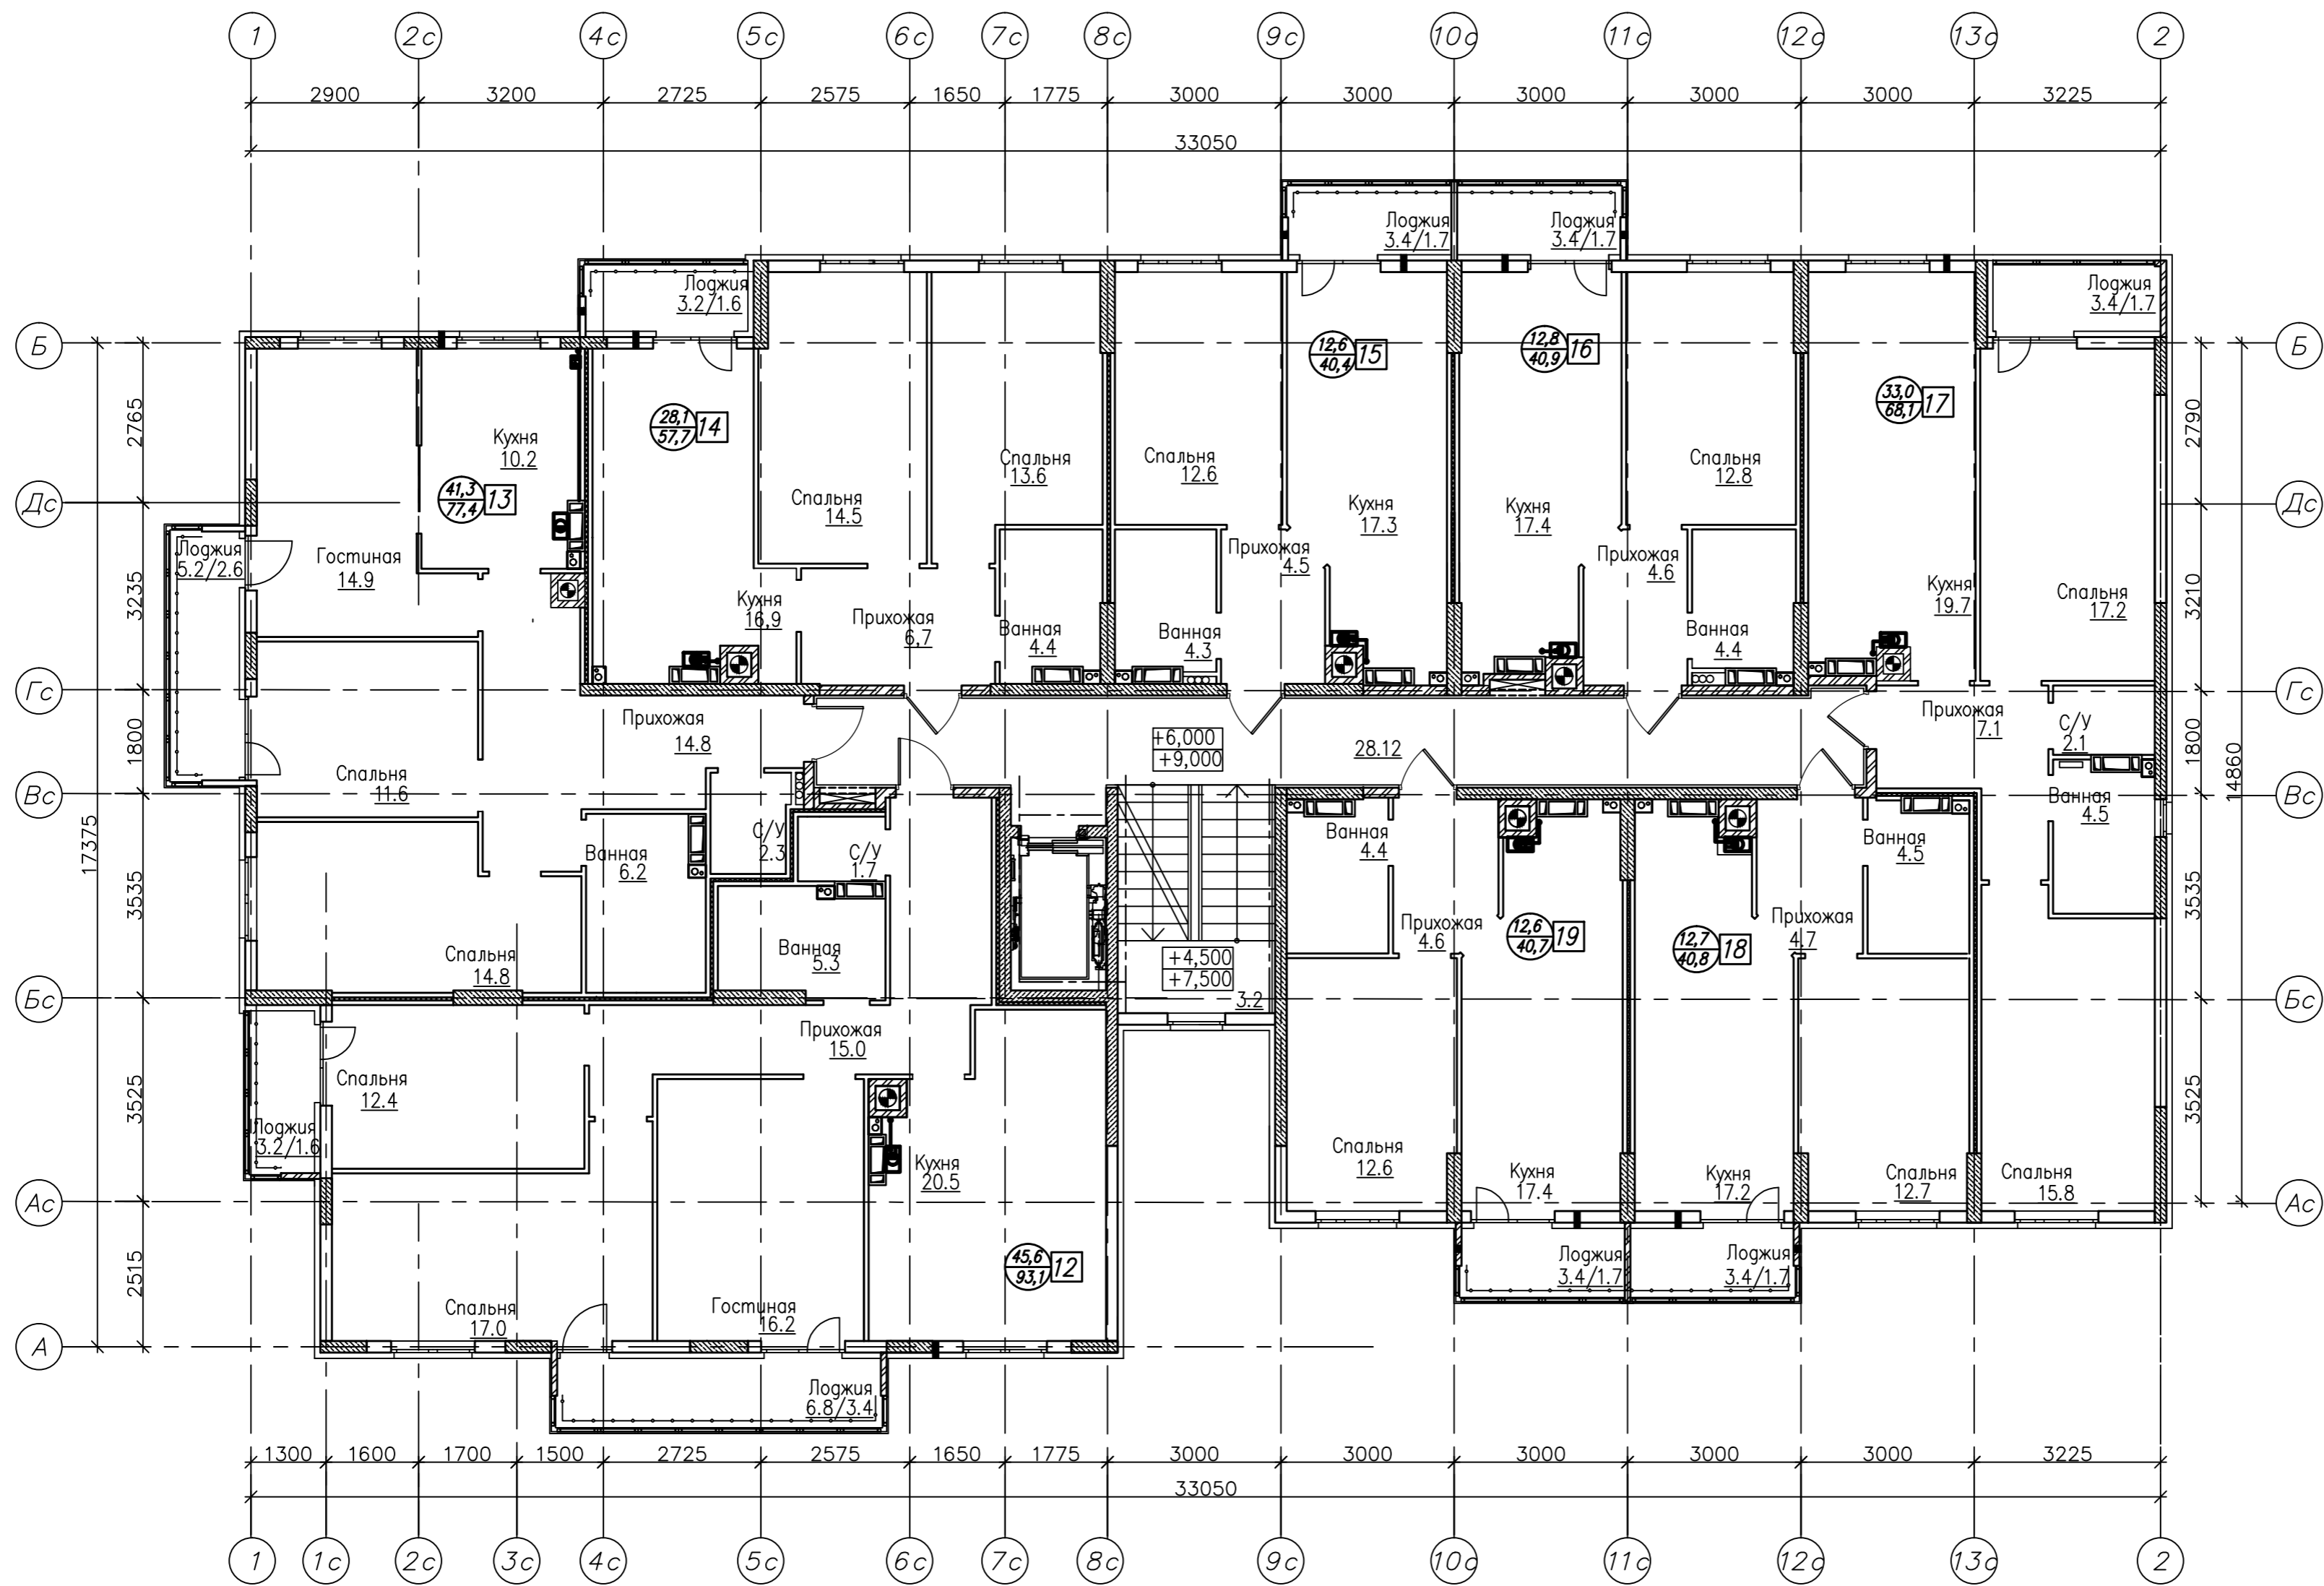 1 2с 4с 5с 6с 7с 8с 9с 10с 11с 12с 13с 2
2900 3200 2725 2575 1650 1775 3000 3000 3000 3000 3000 3225
33050
Лоджия
3.4/1.7
Лоджия
3.4/1.7
Лоджия
3.2/1.6
Лоджия
3.4/1.7
Б
Б
12,6
40,4
15
12,8
40,9
16
33,0
68,1
17
28,1
57,7
14
2765
2790
Кухня
10.2
41,3
77,4
13
Спальня
14.5
Спальня
13.6
Спальня
12.6
Кухня
17.3
Кухня
17.4
Спальня
12.8
Дс
Дс
Лоджия
5.2/2.6
Гостиная
14.9
Прихожая
4.5
Прихожая
4.6
Кухня
19.7
Спальня
17.2
3235
3210
Кухня
16,9
Прихожая
6,7
Ванная
4.4
Ванная
4.3
Ванная
4.4
Гс
Гс
Прихожая
14.8
+6,000
+9,000
28.12
Прихожая
7.1
С/У
2.1
1800
1800
14860
Спальня
11.6
Вс
Вс
Ванная
4.5
17375
С/У
2.3
С/У
1.7
Ванная
6.2
Ванная
4.4
Ванная
4.5
3535
3535
Прихожая
4.6
12,6
40,7
19
12,7
40,8
18
Прихожая
4.7
Спальня
14.8
Ванная
5.3
+4,500
+7,500
3.2
Бс
Бс
Прихожая
15.0
Спальня
12.4
3525
3525
Лоджия
3.2/1.6
Кухня
20.5
Спальня
12.6
Кухня
17.4
Кухня
17.2
Спальня
12.7
Спальня
15.8
Ас
Ас
2515
45,6
93,1
12
Лоджия
3.4/1.7
Лоджия
3.4/1.7
Спальня
17.0
Гостиная
16.2
А
Лоджия
6.8/3.4
1300 1600 1700 1500 2725 2575 1650 1775 3000 3000 3000 3000 3000 3225
33050
1 1с 2с 3с 4с 5с 6с 7с 8с 9с 10с 11с 12с 13с 2